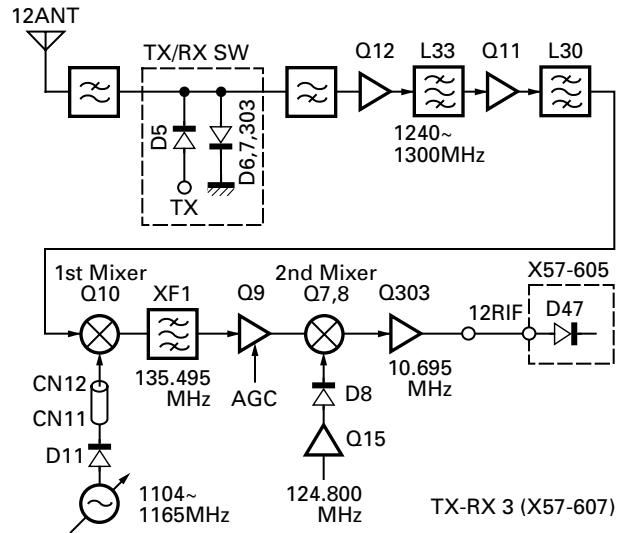 12ANT
TX/RX SW
Q12
L33
Q11
L30
D5
D6,7,303
TX
1240~
1300MHz
1st Mixer
Q10
XF1
Q9
2nd Mixer
Q7,8
Q303
12RIF
X57-605
D47
CN12
CN11
135.495
MHz
AGC
D8
10.695
MHz
D11
Q15
1104~
1165MHz
124.800
MHz
TX-RX 3 (X57-607)